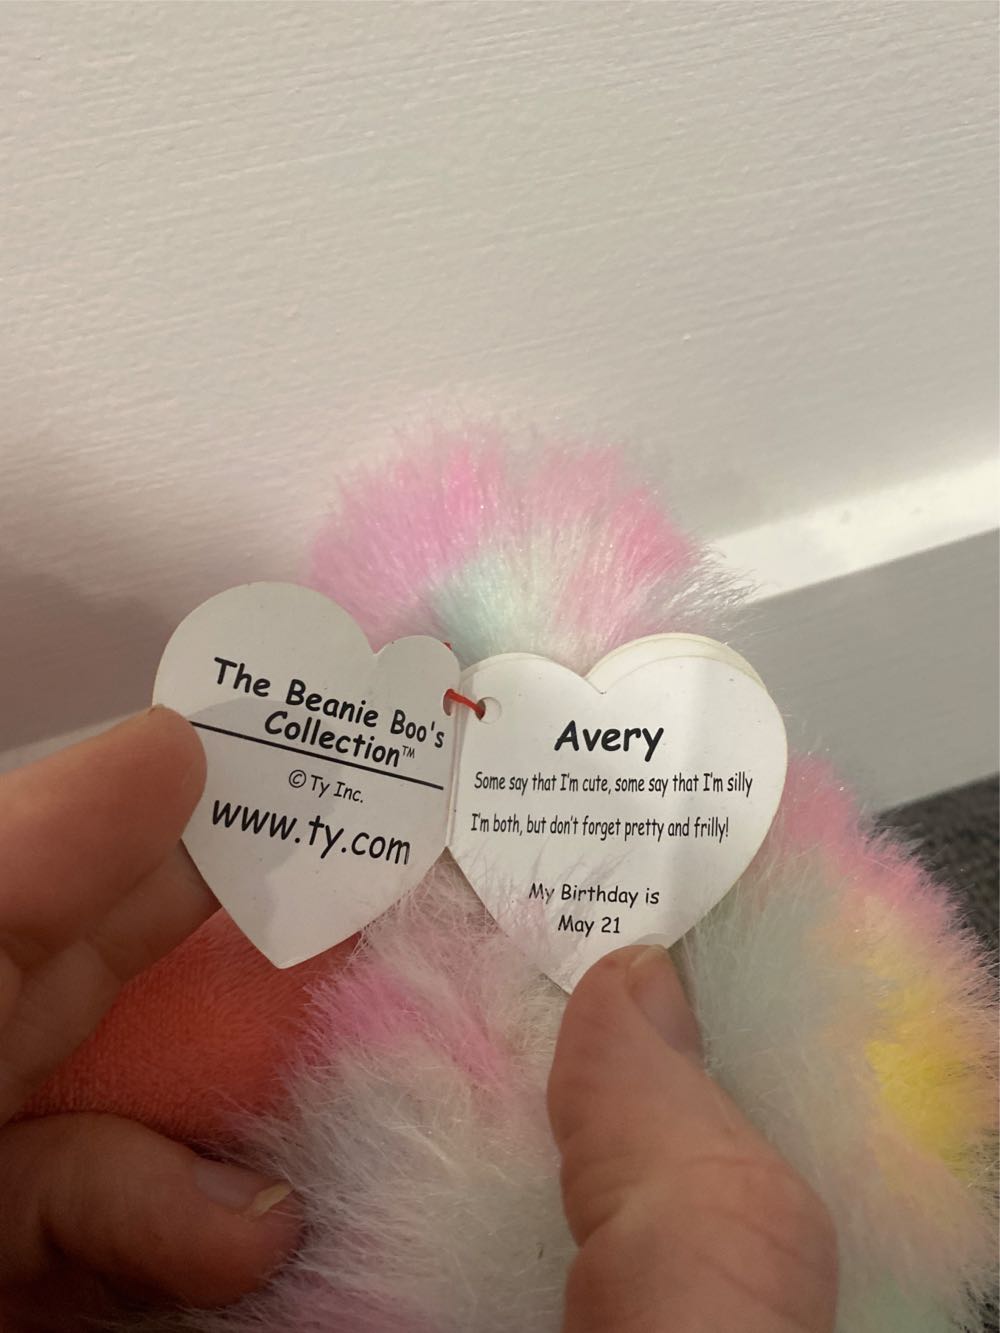 The Beanie Boo's
Collection™
© Ty Inc.
www.ty.com
Avery
Some say that I'm cute, some say that I'm silly
I'm both, but don't forget pretty and frilly!
My Birthday is
May 21